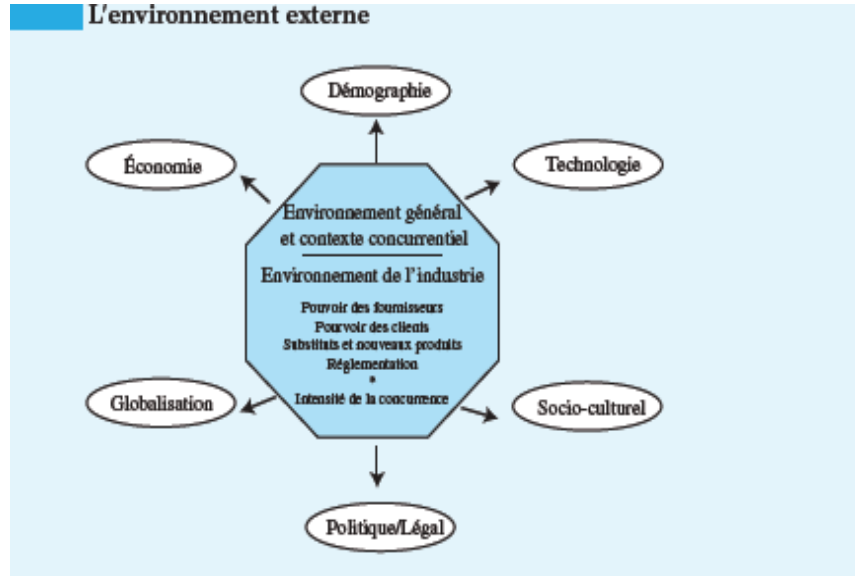 L'environnement externe
Démographie
Économie
Technologie
Environnement général
et contexte concurrentiel
Environnement de l'industrie
Pouvoir des fournisseurs
Pourvoir des clients
Substituts et nouveaux produits
Réglementation
*
Intensité de la concurrence
Globalisation
Socio-culturel
Politique/Légal